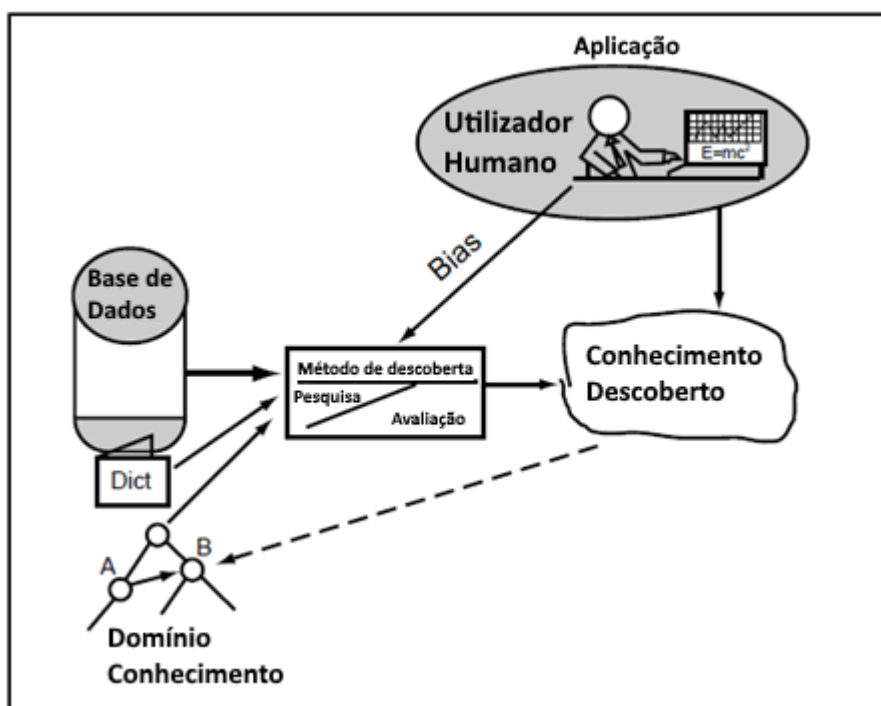 Aplicação
Utilizador
Humano
E=mc²
Bias
Base de
Dados
Método de descoberta
Pesquisa
Avaliação
Conhecimento
Descoberto
Dict
A
B
Domínio
Conhecimento